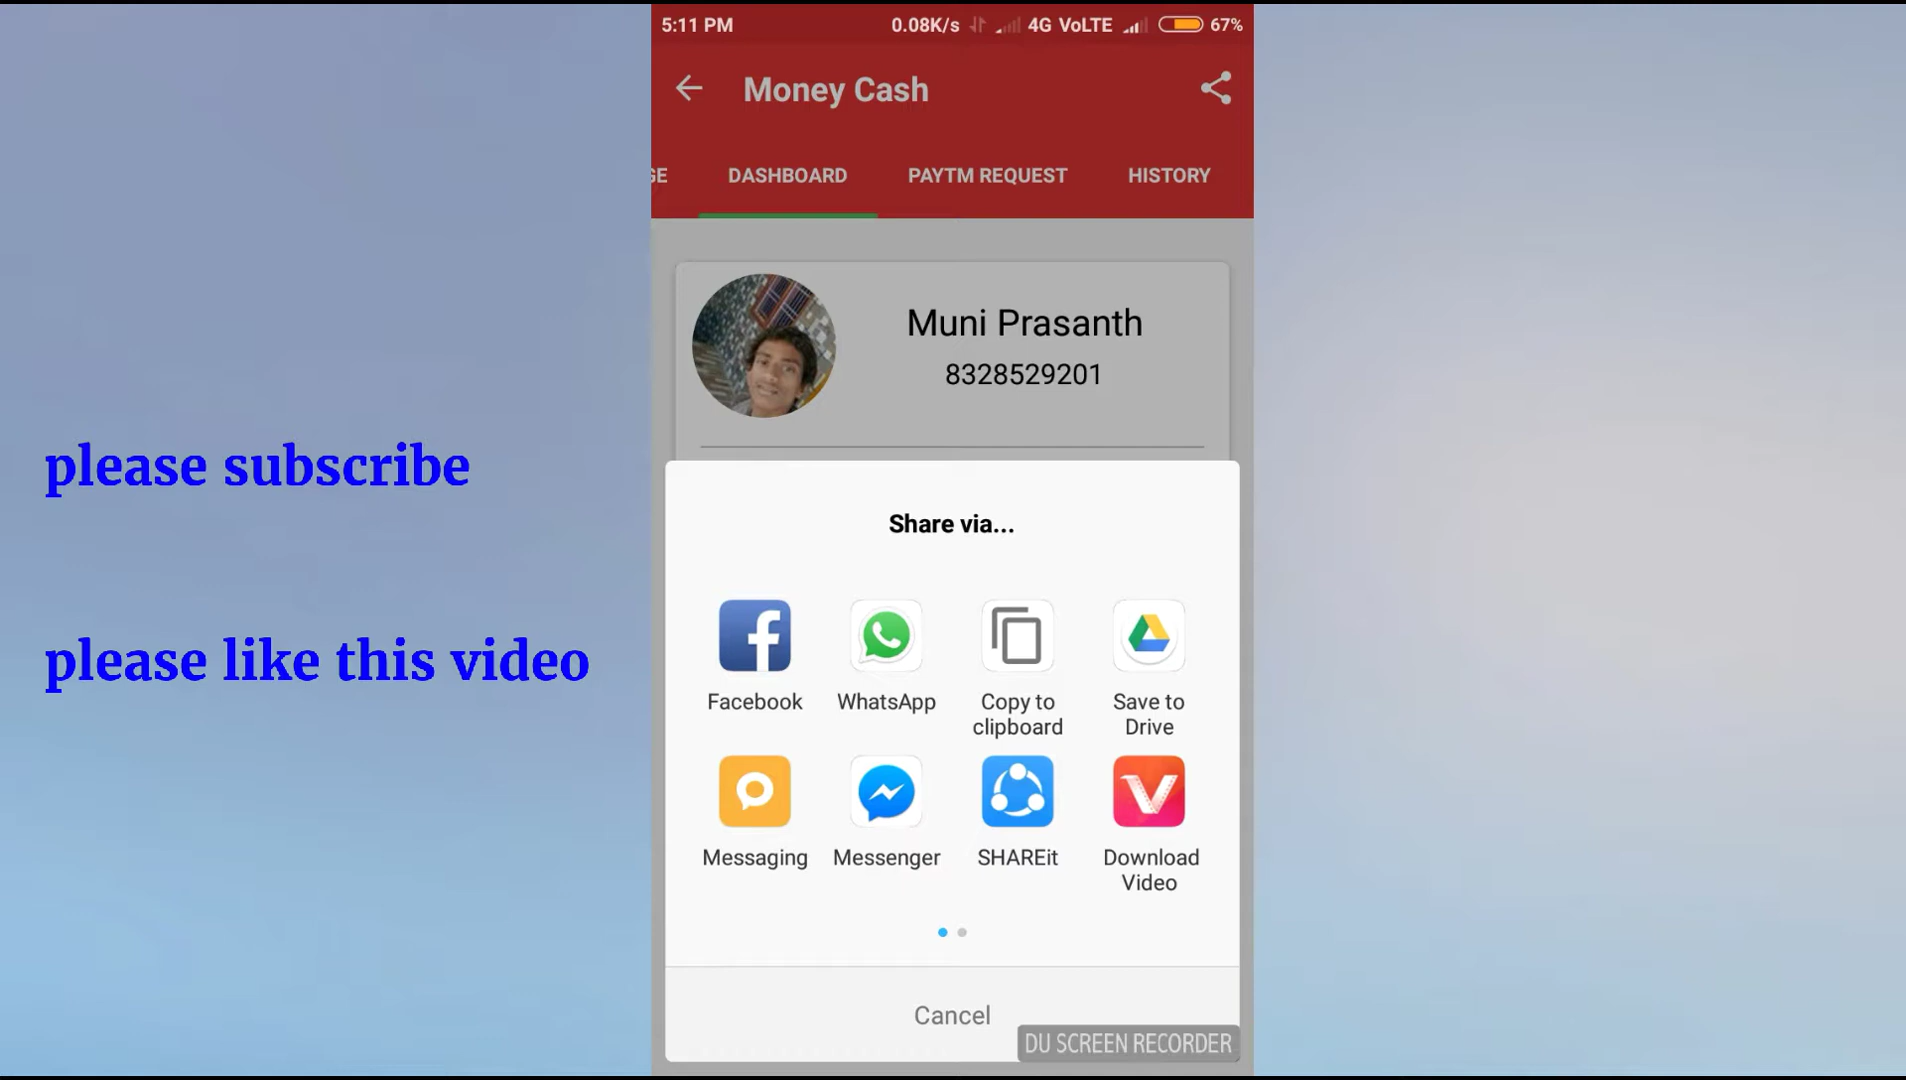 5:11 PM 0.08K/s 4G VoLTE 67%
Money Cash
GE DASHBOARD PAYTM REQUEST HISTORY
Muni Prasanth
8328529201
please subscribe
please like this video
Share via...
Facebook WhatsApp Copy to clipboard Save to Drive
Messaging Messenger SHAREit Download Video
Cancel
DU SCREEN RECORDER